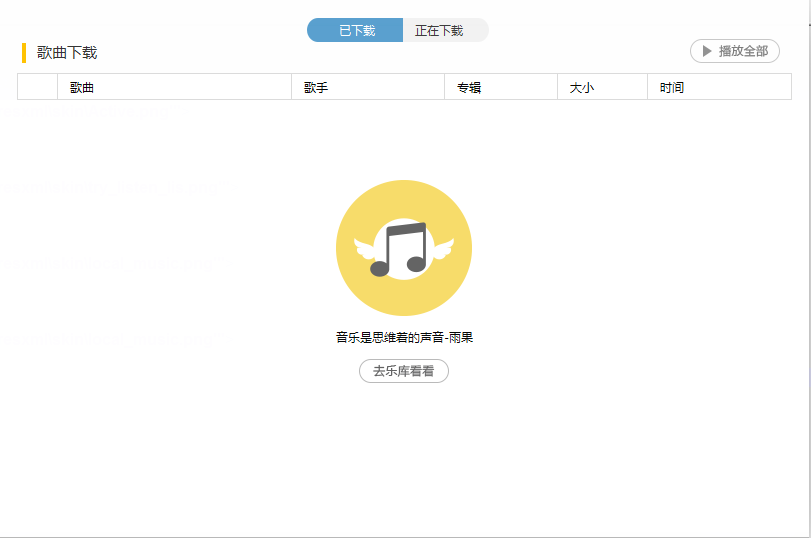 已下载 正在下载
歌曲下载
播放全部
歌曲 歌手 专辑 大小 时间
音乐是思维着的声音-雨果
去乐库看看